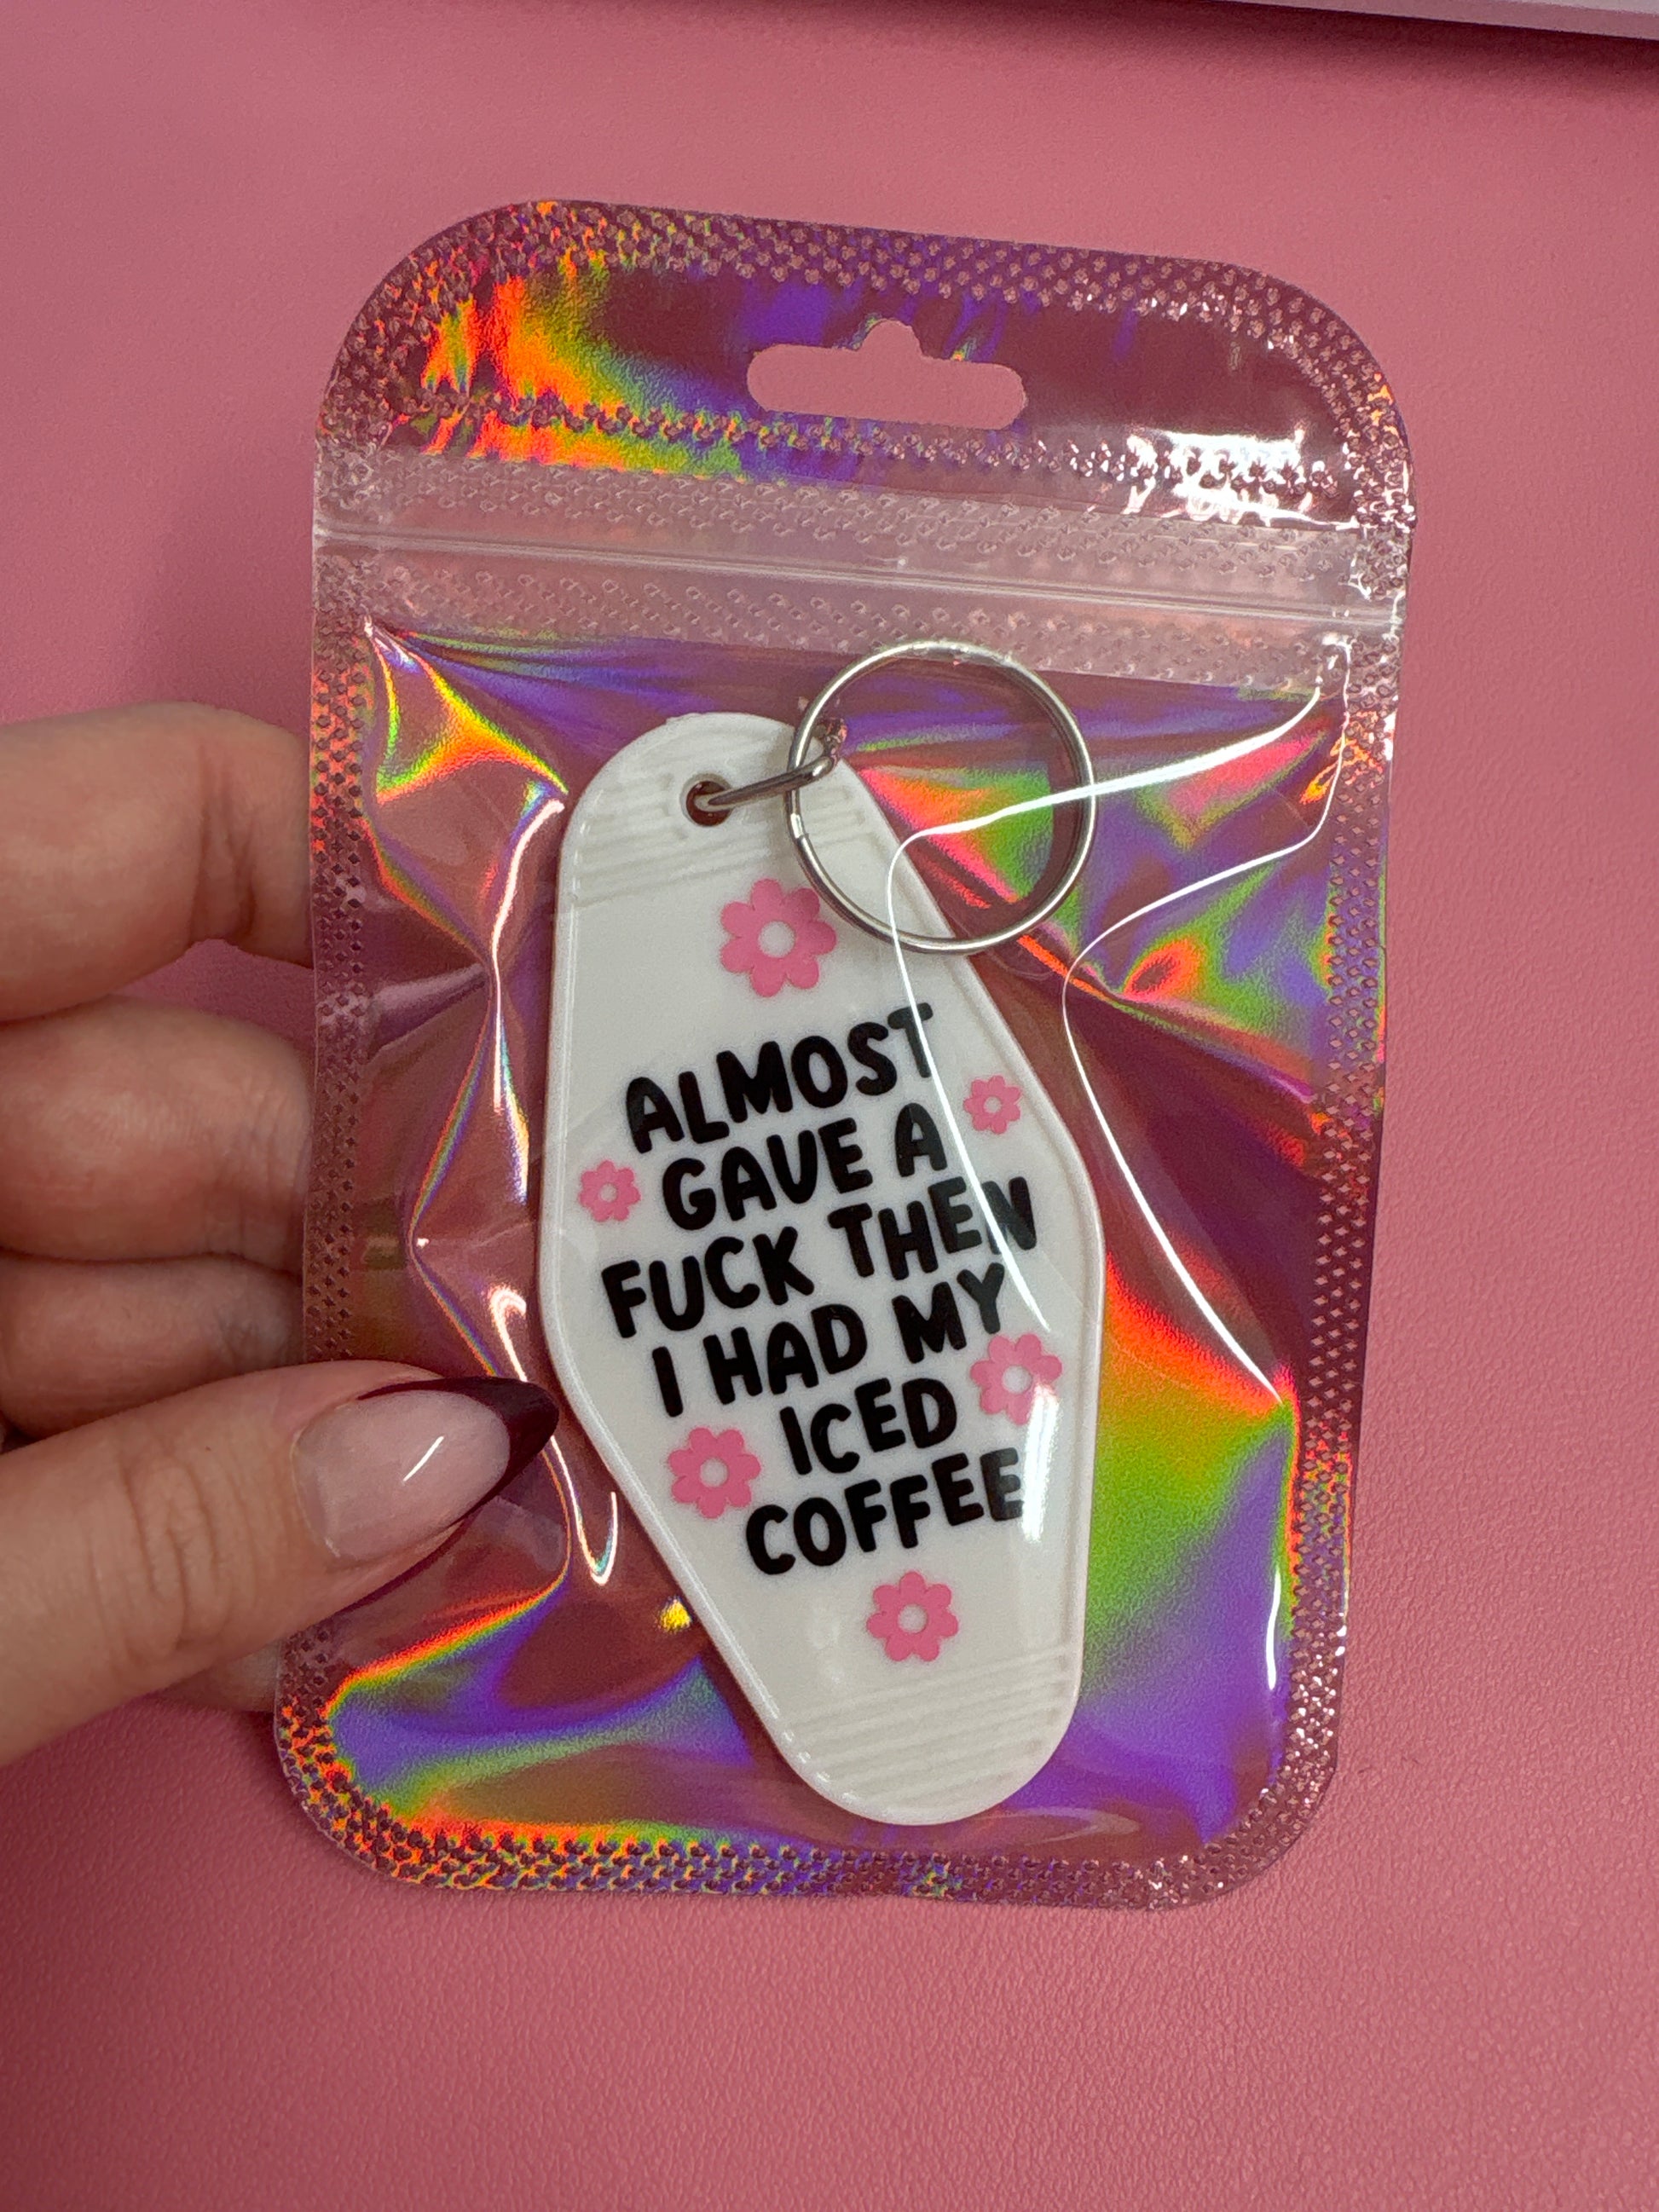 ALMOST
GAVE A
FUCK THEN
I HAD MY
ICED
COFFEE